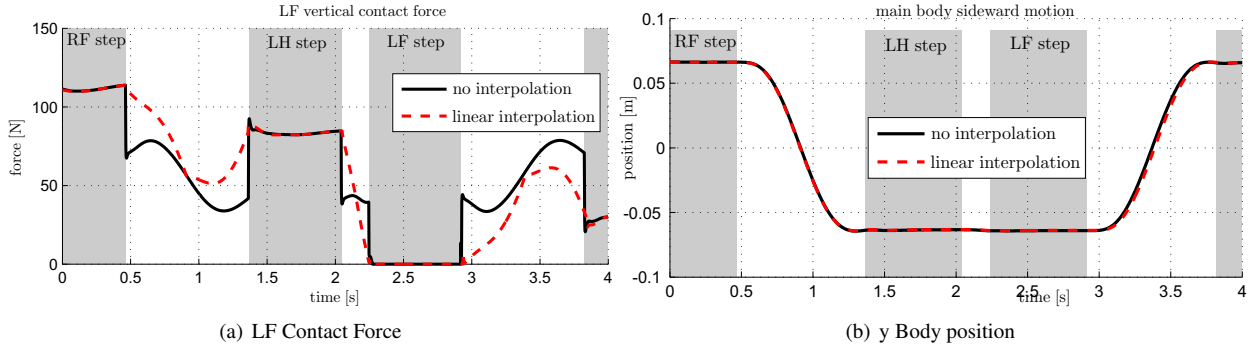 LF vertical contact force
150
100
50
0
force [N]
RF step
LH step
LF step
no interpolation
linear interpolation
0 0.5 1 1.5 2 2.5 3 3.5 4
time [s]
(a) LF Contact Force
main body sideward motion
0.1
0.05
0
-0.05
-0.1
position [m]
RF step
LH step
LF step
no interpolation
linear interpolation
0 0.5 1 1.5 2 2.5 3 3.5 4
time [s]
(b) y Body position